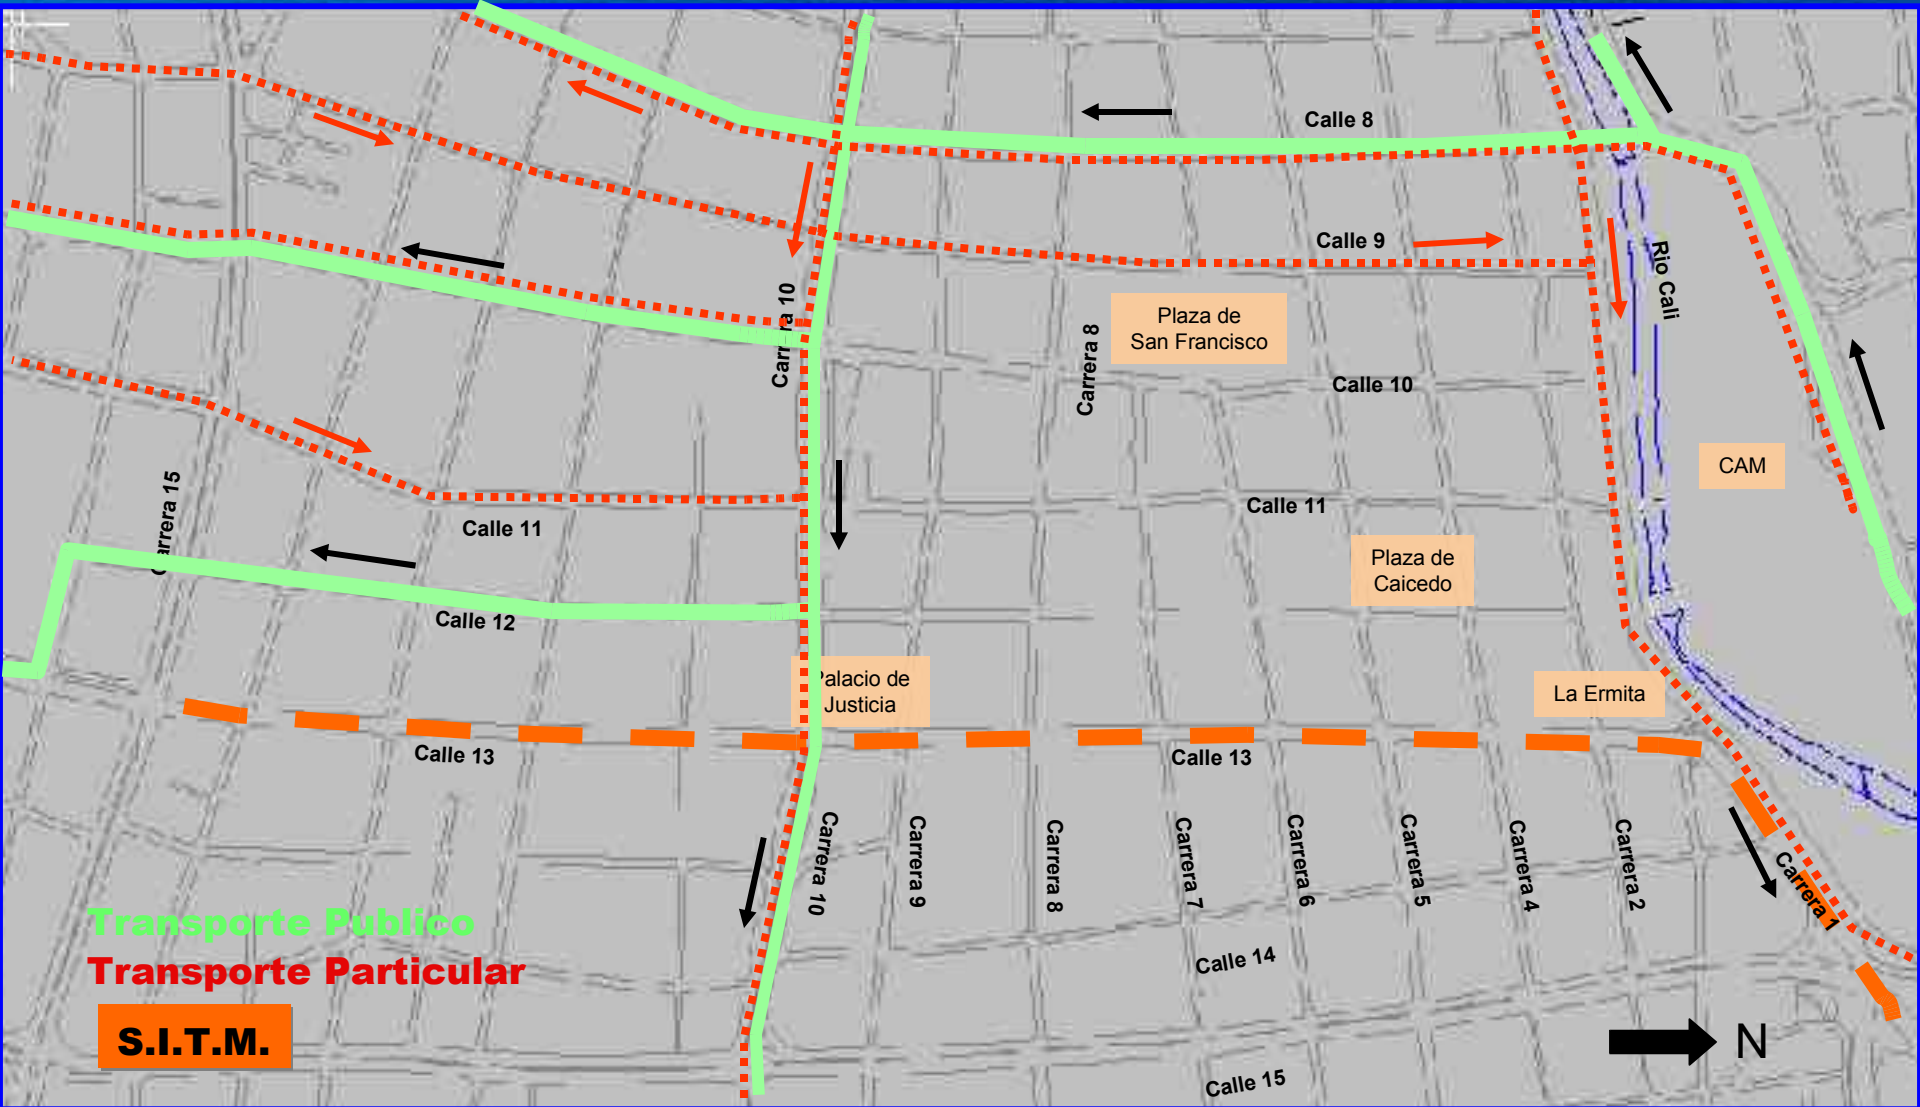 Calle 8
Calle 9
Rio Cali
Carrera 10
Plaza de
San Francisco
Carrera 8
Calle 10
CAM
Carrera 15
Calle 11
Calle 11
Plaza de
Caicedo
Calle 12
Palacio de
Justicia
La Ermita
Calle 13
Calle 13
Carrera 10
Carrera 9
Carrera 8
Carrera 7
Carrera 6
Carrera 5
Carrera 4
Carrera 2
Carrera 1
Transporte Publico
Transporte Particular
Calle 14
S.I.T.M.
N
Calle 15